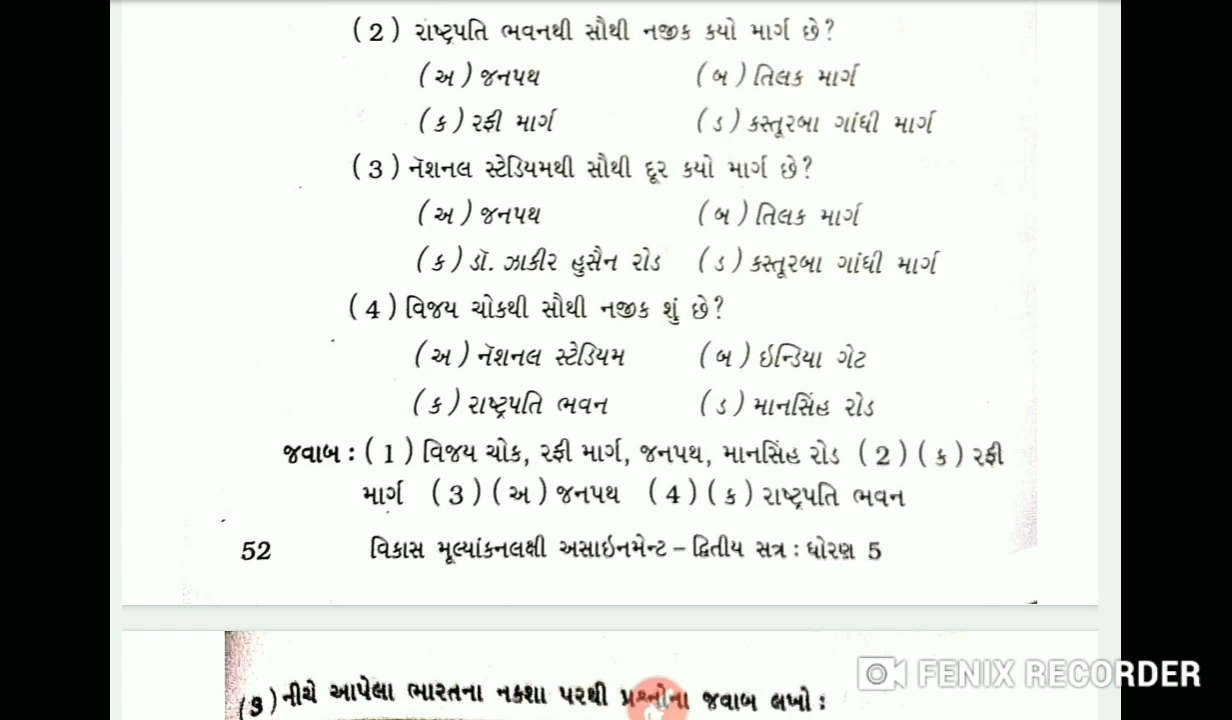 (2) રાષ્ટ્રપતિ ભવનથી સૌથી નજીક કયો માર્ગ છે?
(અ) જનપથ (બ) તિલક માર્ગ
(ક) રફી માર્ગ (ડ) કસ્તૂરબા ગાંધી માર્ગ
(3) નૅશનલ સ્ટેડિયમથી સૌથી દૂર કયો માર્ગ છે?
(અ) જનપથ (બ) તિલક માર્ગ
(ક) ડૉ. ઝાકીર હુસૈન રોડ (ડ) કસ્તૂરબા ગાંધી માર્ગ
(4) વિજય ચોકથી સૌથી નજીક શું છે?
(અ) નૅશનલ સ્ટેડિયમ (બ) ઇન્ડિયા ગેટ
(ક) રાષ્ટ્રપતિ ભવન (ડ) માનસિંહ રોડ
જવાબ : (1) વિજય ચોક, રફી માર્ગ, જનપથ, માનસિંહ રોડ (2) (ક) રફી
માર્ગ (3) (અ) જનપથ (4) (ક) રાષ્ટ્રપતિ ભવન
52 વિકાસ મૂલ્યાંકનલક્ષી અસાઇનમેન્ટ – દ્વિતીય સત્ર : ધોરણ 5
(9) નીચે આપેલા ભારતના નકશા પરથી પ્રશ્નોના જવાબ લખો :
FENIX RECORDER